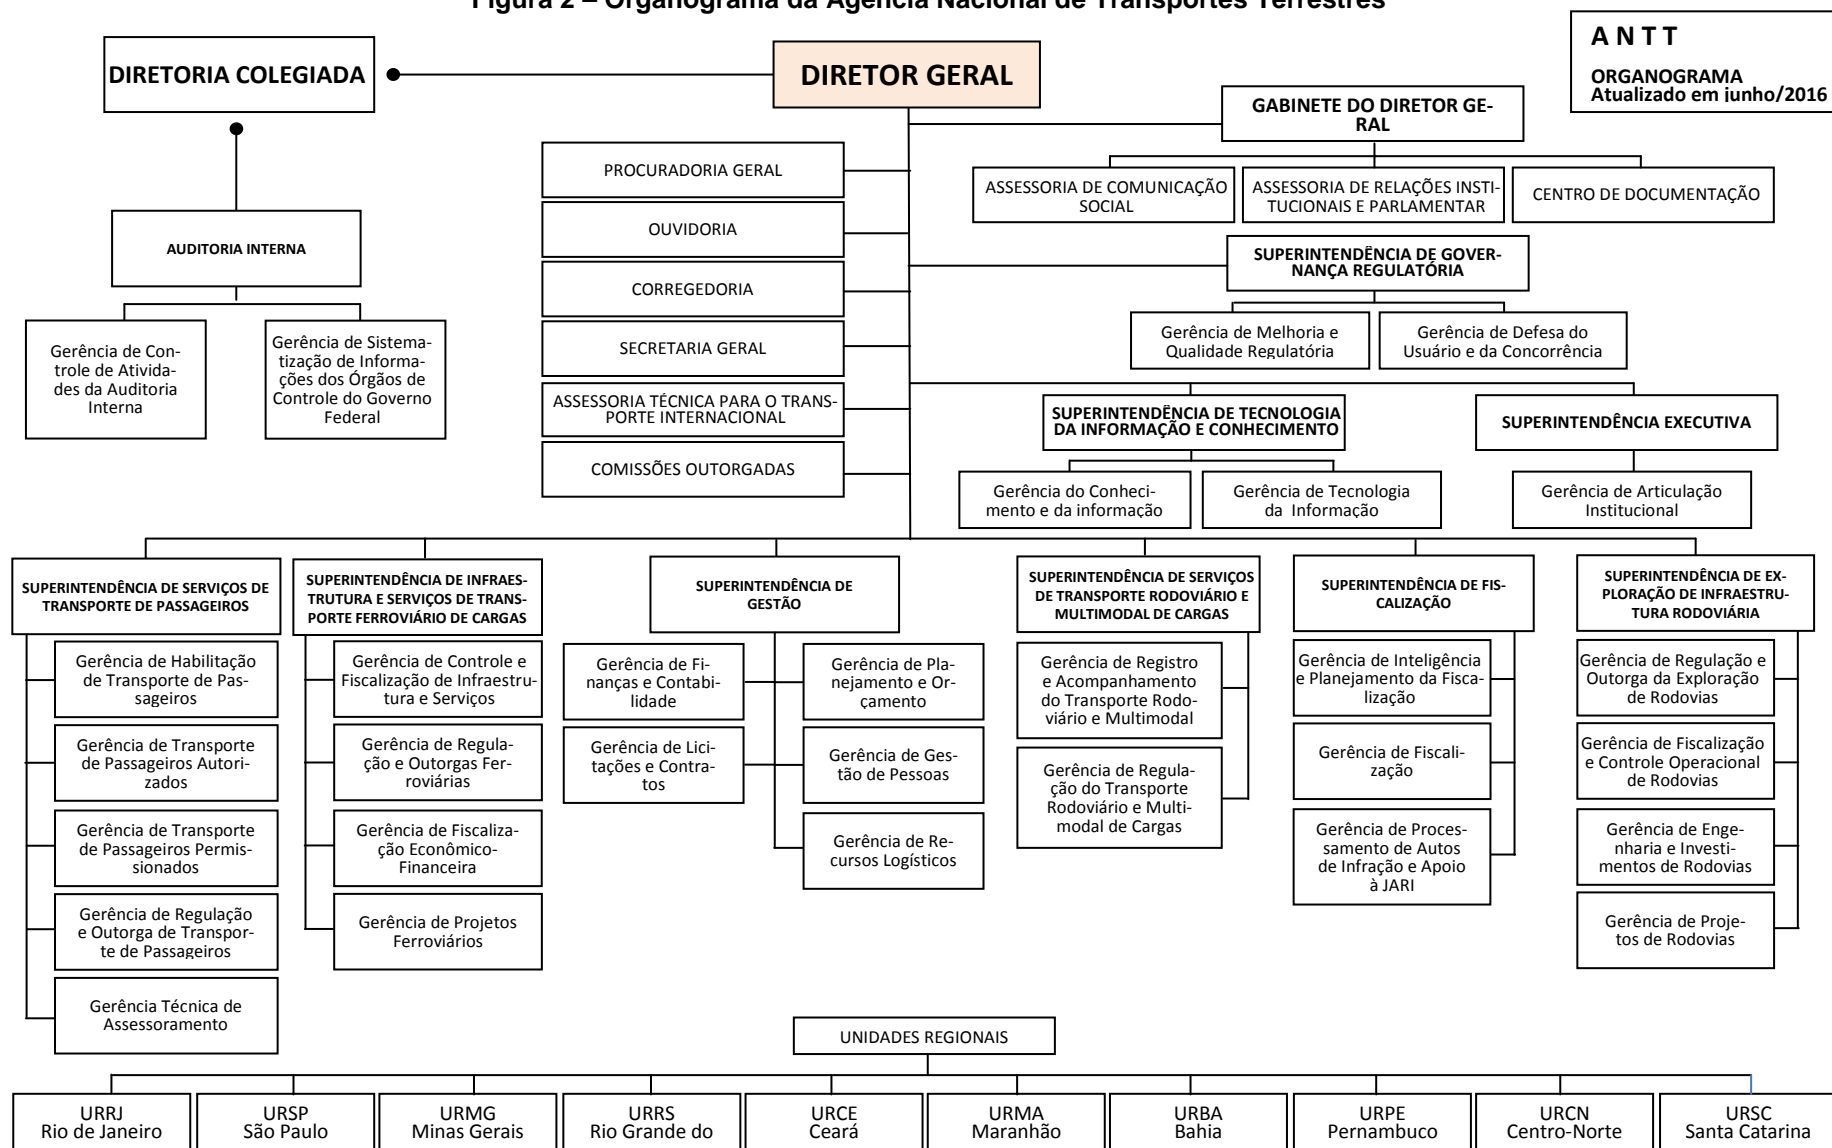 Figura 2 – Organograma da Agência Nacional de Transportes Terrestres
A N T T
ORGANOGRAMA
Atualizado em junho/2016
DIRETORIA COLEGIADA
DIRETOR GERAL
GABINETE DO DIRETOR GE-
RAL
ASSESSORIA DE COMUNICAÇÃO
SOCIAL
ASSESSORIA DE RELAÇÕES INSTI-
TUCIONAIS E PARLAMENTAR
CENTRO DE DOCUMENTAÇÃO
PROCURADORIA GERAL
OUVIDORIA
CORREGEDORIA
SECRETARIA GERAL
ASSESSORIA TÉCNICA PARA O TRANS-
PORTE INTERNACIONAL
COMISSÕES OUTORGADAS
AUDITORIA INTERNA
Gerência de Con-
trole de Ativida-
des da Auditoria
Interna
Gerência de Sistema-
tização de Informa-
ções dos Órgãos de
Controle do Governo
Federal
SUPERINTENDÊNCIA DE GOVER-
NANÇA REGULATÓRIA
Gerência de Melhoria e
Qualidade Regulatória
Gerência de Defesa do
Usuário e da Concorrência
SUPERINTENDÊNCIA DE TECNOLOGIA
DA INFORMAÇÃO E CONHECIMENTO
Gerência do Conheci-
mento e da informação
Gerência de Tecnologia
da Informação
SUPERINTENDÊNCIA EXECUTIVA
Gerência de Articulação
Institucional
SUPERINTENDÊNCIA DE SERVIÇOS DE
TRANSPORTE DE PASSAGEIROS
Gerência de Habilitação
de Transporte de Pas-
sageiros
Gerência de Transporte
de Passageiros Autori-
zados
Gerência de Transporte
de Passageiros Permis-
sionados
Gerência de Regulação
e Outorga de Transpor-
te de Passageiros
Gerência Técnica de
Assessoramento
SUPERINTENDÊNCIA DE INFRAES-
TRUTURA E SERVIÇOS DE TRANS-
PORTE FERROVIÁRIO DE CARGAS
Gerência de Controle e
Fiscalização de Infraestru-
tura e Serviços
Gerência de Regula-
ção e Outorgas Fer-
roviárias
Gerência de Fiscaliza-
ção Econômico-
Financeira
Gerência de Projetos
Ferroviários
SUPERINTENDÊNCIA DE
GESTÃO
Gerência de Fi-
nanças e Contabi-
lidade
Gerência de Lici-
tações e Contra-
tos
Gerência de Pla-
nejamento e Or-
çamento
Gerência de Ges-
tão de Pessoas
Gerência de Re-
cursos Logísticos
SUPERINTENDÊNCIA DE SERVIÇOS
DE TRANSPORTE RODOVIÁRIO E
MULTIMODAL DE CARGAS
Gerência de Registro
e Acompanhamento
do Transporte Rodo-
viário e Multimodal
Gerência de Regula-
ção do Transporte
Rodoviário e Multi-
modal de Cargas
SUPERINTENDÊNCIA DE FIS-
CALIZAÇÃO
Gerência de Inteligência
e Planejamento da Fisca-
lização
Gerência de Fiscali-
zação
Gerência de Proces-
samento de Autos
de Infração e Apoio
à JARI
SUPERINTENDÊNCIA DE EX-
PLORAÇÃO DE INFRAESTRU-
TURA RODOVIÁRIA
Gerência de Regulação e
Outorga da Exploração
de Rodovias
Gerência de Fiscalização
e Controle Operacional
de Rodovias
Gerência de Enge-
nharia e Investi-
mentos de Rodovias
Gerência de Proje-
tos de Rodovias
UNIDADES REGIONAIS
URRJ
Rio de Janeiro
URSP
São Paulo
URMG
Minas Gerais
URRS
Rio Grande do
URCE
Ceará
URMA
Maranhão
URBA
Bahia
URPE
Pernambuco
URCN
Centro-Norte
URSC
Santa Catarina